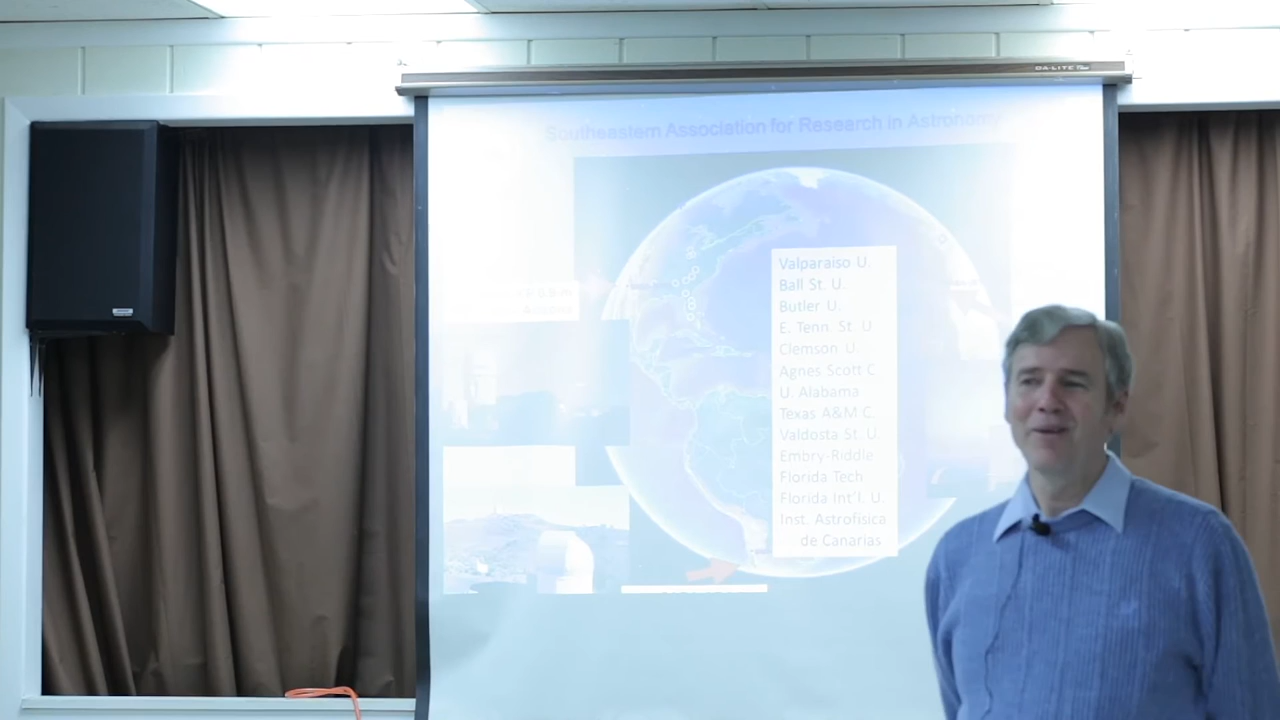 DA-LITE
Southeastern Association for Research in Astronomy
Valparaiso U.
Ball St. U.
Butler U.
E. Tenn. St. U
Clemson U.
Agnes Scott C.
U. Alabama
Texas A&M C.
Valdosta St. U.
Embry-Riddle
Florida Tech
Florida Int'l. U.
Inst. Astrofisica
de Canarias